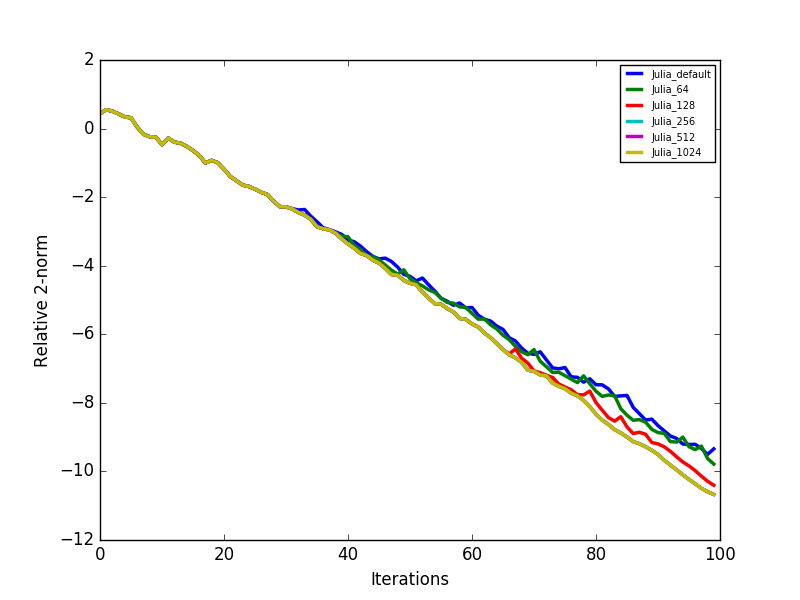 2
0
−2
−4
−6
−8
−10
−12
0 20 40 60 80 100
Relative 2-norm
Iterations
Julia_default
Julia_64
Julia_128
Julia_256
Julia_512
Julia_1024